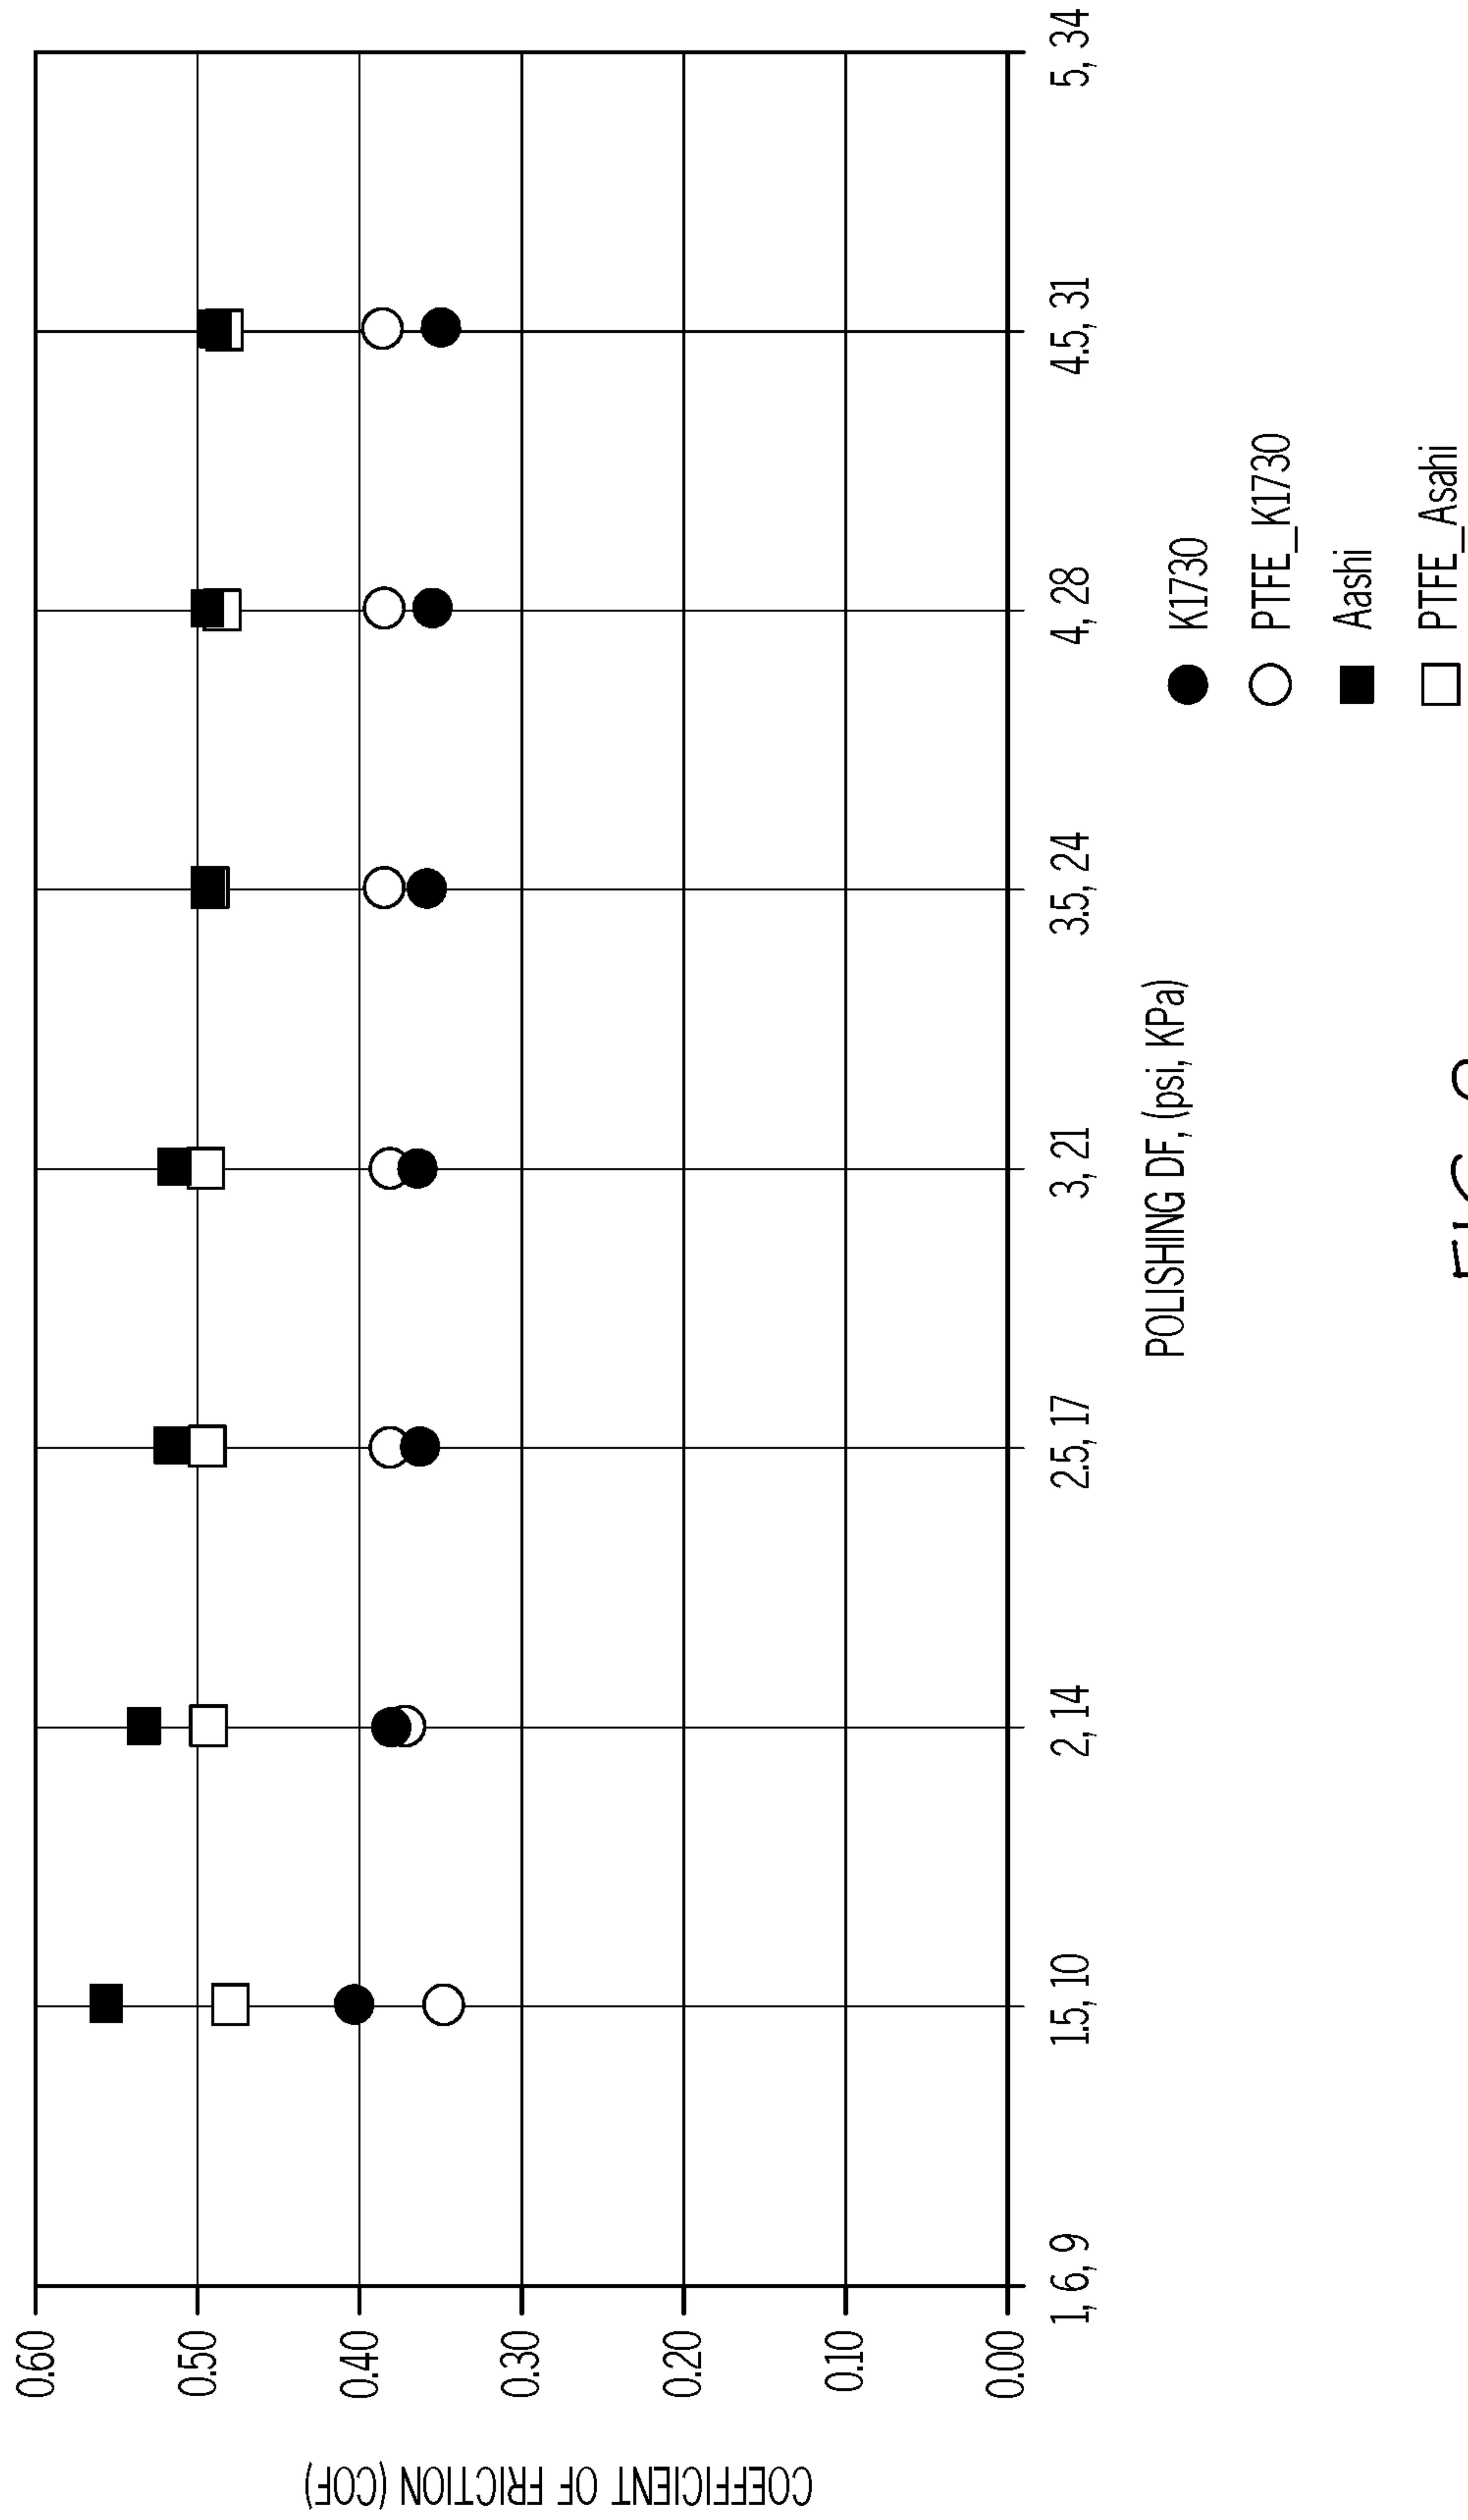 COEFFICIENT OF FRICTION (COF)
0.60
0.50
0.40
0.30
0.20
0.10
0.00
1, 6, 9
1.5, 10
2, 14
2.5, 17
3, 21
3.5, 24
4, 28
4.5, 31
5, 34
POLISHING DF, (psi, KPa)
K1730
PTFE_K1730
Aashi
PTFE_Asahi